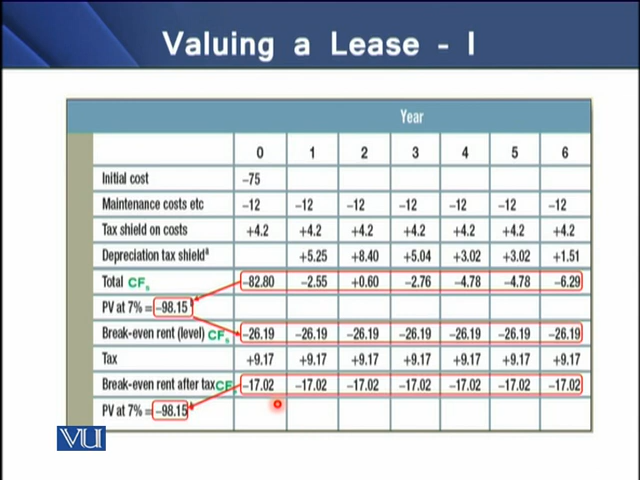 Valuing a Lease - I
Year
0 1 2 3 4 5 6
Initial cost -75
Maintenance costs etc -12 -12 -12 -12 -12 -12 -12
Tax shield on costs +4.2 +4.2 +4.2 +4.2 +4.2 +4.2 +4.2
Depreciation tax shieldª +5.25 +8.40 +5.04 +3.02 +3.02 +1.51
Total CFs -82.80 -2.55 +0.60 -2.76 -4.78 -4.78 -6.29
PV at 7% = -98.15
Break-even rent (level) CFs -26.19 -26.19 -26.19 -26.19 -26.19 -26.19 -26.19
Tax +9.17 +9.17 +9.17 +9.17 +9.17 +9.17 +9.17
Break-even rent after tax CF -17.02 -17.02 -17.02 -17.02 -17.02 -17.02 -17.02
PV at 7% = -98.15
VU